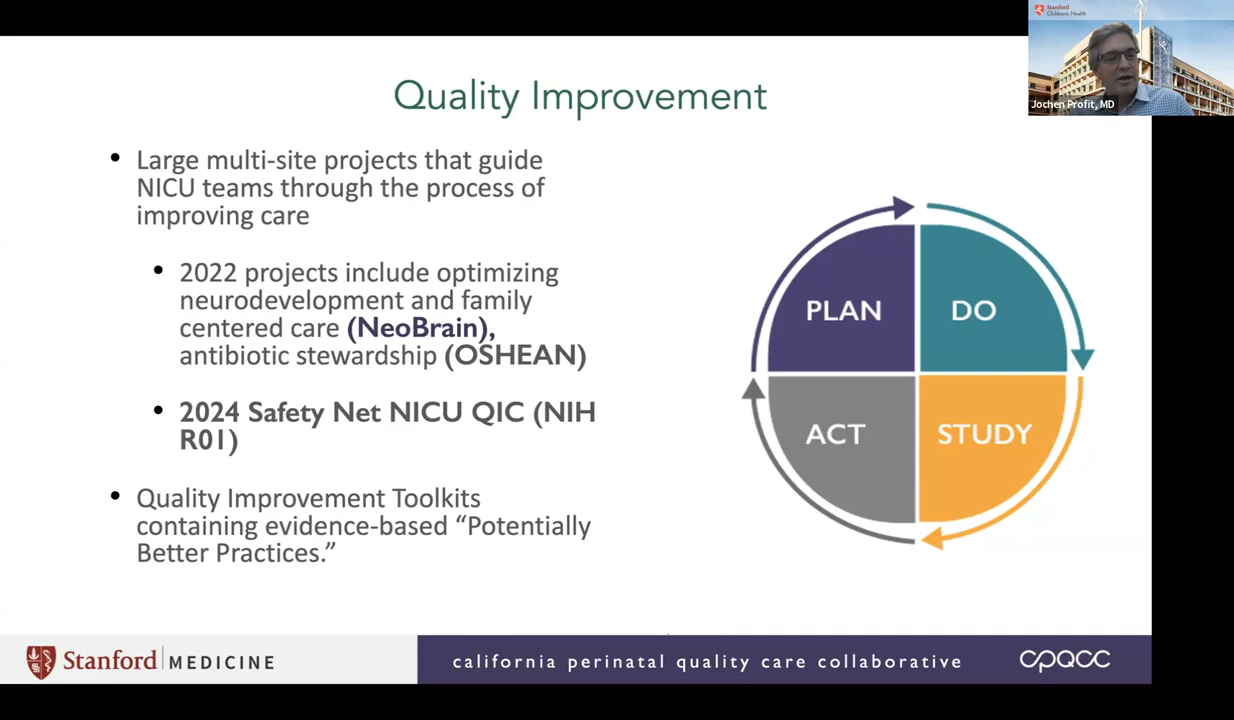 Stanford
Children's Health
Jochen Profit, MD
Quality Improvement
• Large multi-site projects that guide
NICU teams through the process of
improving care
• 2022 projects include optimizing
neurodevelopment and family
centered care (NeoBrain),
antibiotic stewardship (OSHEAN)
• 2024 Safety Net NICU QIC (NIH
R01)
• Quality Improvement Toolkits
containing evidence-based “Potentially
Better Practices.”
PLAN
DO
ACT
STUDY
Stanford MEDICINE
california perinatal quality care collaborative
cpqcc